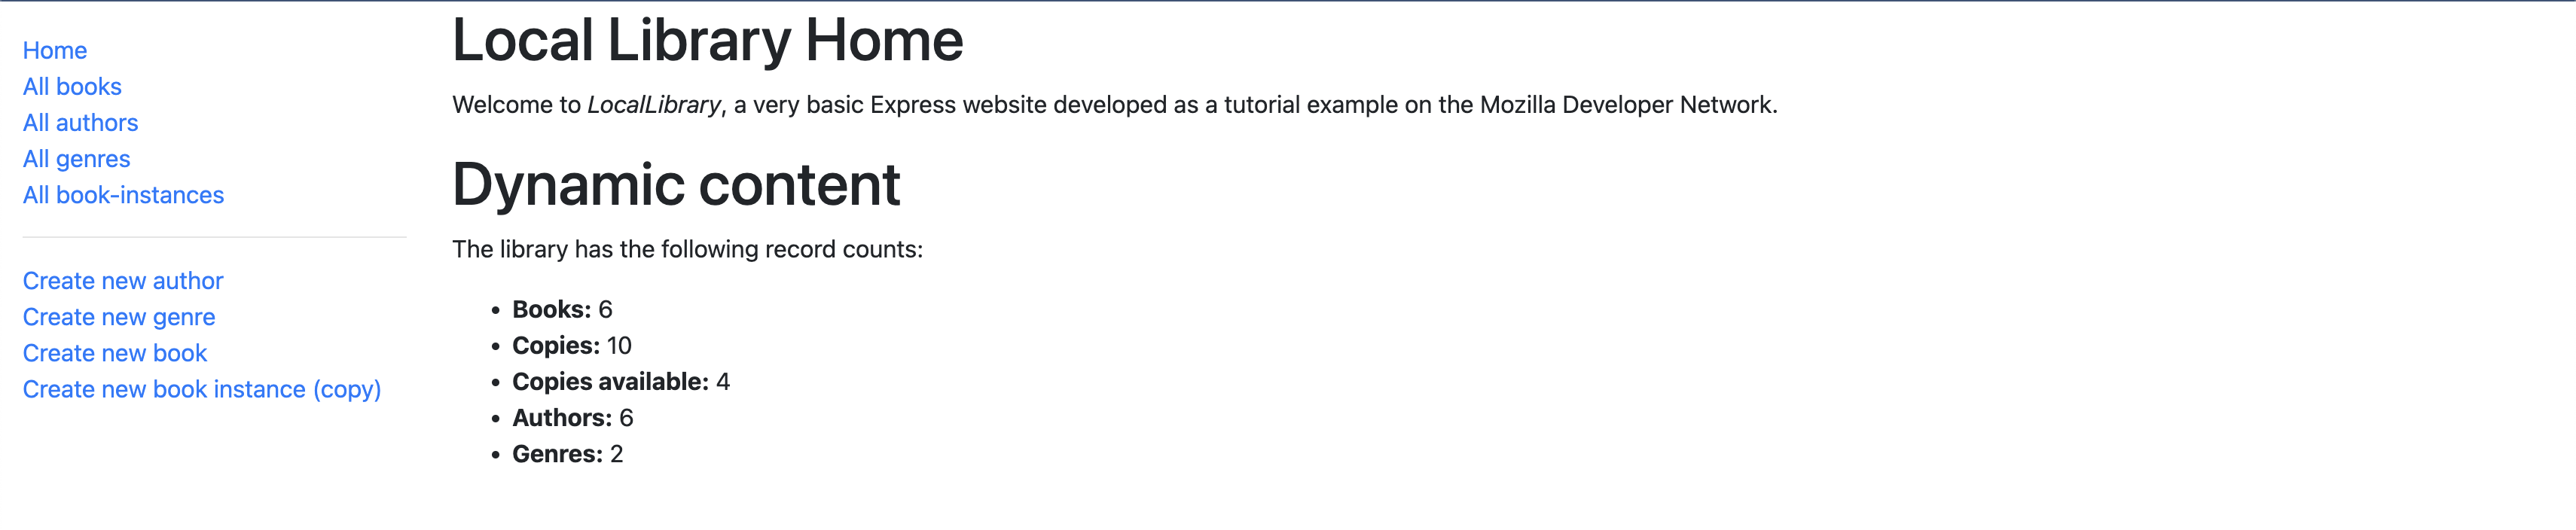 Home
All books
All authors
All genres
All book-instances
Create new author
Create new genre
Create new book
Create new book instance (copy)
Local Library Home
Welcome to LocalLibrary, a very basic Express website developed as a tutorial example on the Mozilla Developer Network.
Dynamic content
The library has the following record counts:
• Books: 6
• Copies: 10
• Copies available: 4
• Authors: 6
• Genres: 2